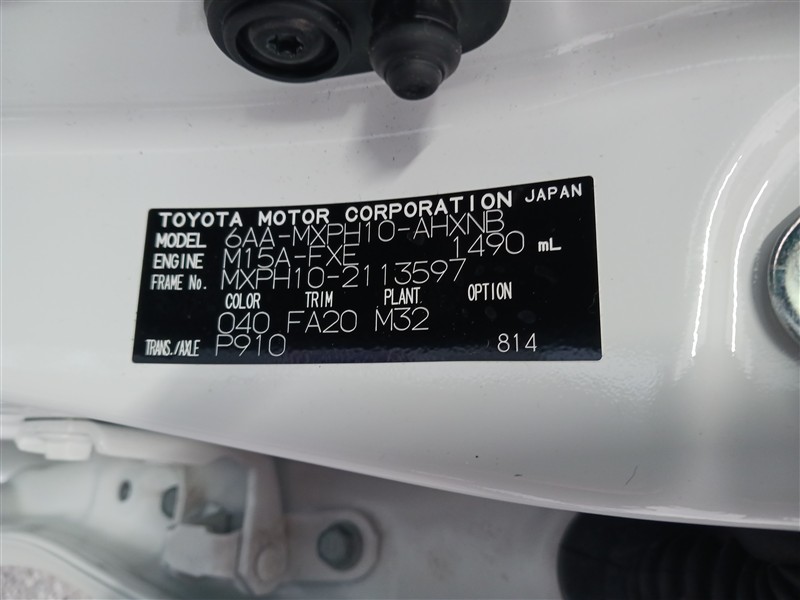 TOYOTA MOTOR CORPORATION JAPAN
MODEL 6AA-MXPH10-AHXNB
ENGINE M15A-FXE 1490 mL
FRAME No. MXPH10-2113597
COLOR TRIM PLANT OPTION
040 FA20 M32
TRANS./AXLE P910 814